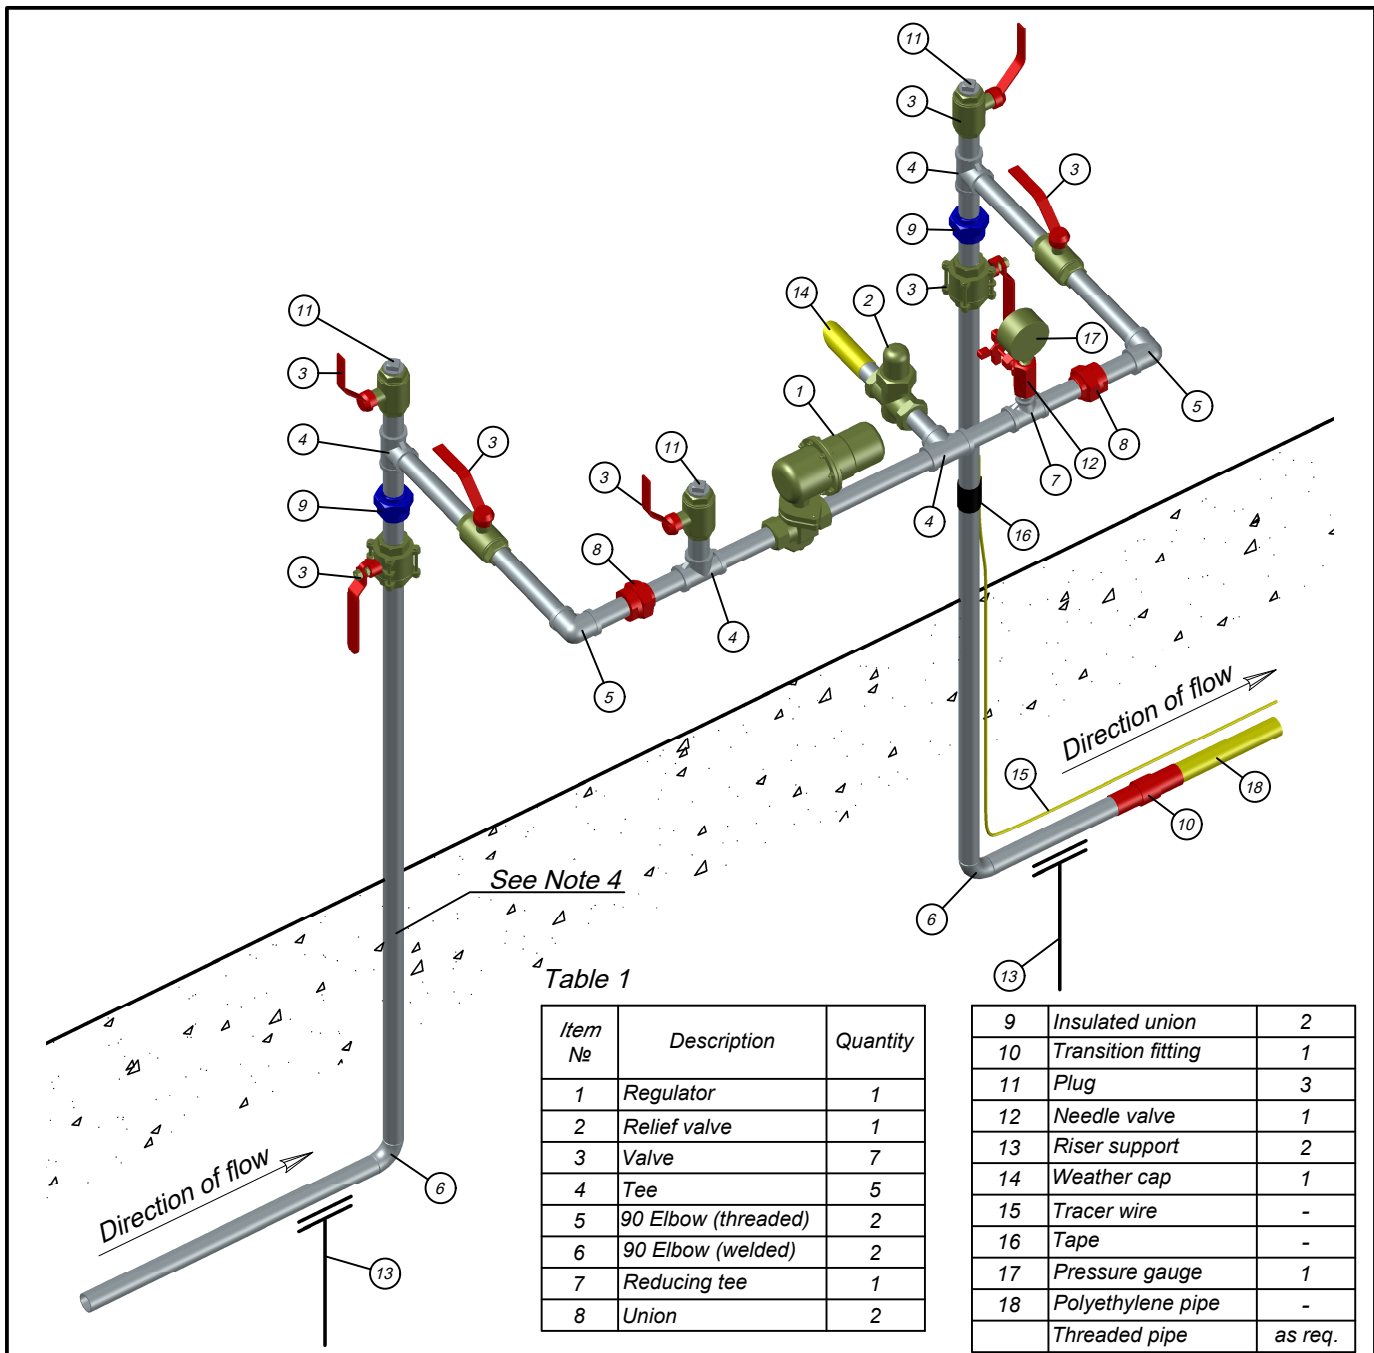 11
3
4
3
9
3
14
2
17
11
1
5
3
8
4
3
12
7
11
9
3
4
16
8
3
4
5
Direction of flow
15
18
10
See Note 4
6
13
Direction of flow
6
13
Table 1
Item № Description Quantity
1 Regulator 1
2 Relief valve 1
3 Valve 7
4 Tee 5
5 90 Elbow (threaded) 2
6 90 Elbow (welded) 2
7 Reducing tee 1
8 Union 2
9 Insulated union 2
10 Transition fitting 1
11 Plug 3
12 Needle valve 1
13 Riser support 2
14 Weather cap 1
15 Tracer wire -
16 Tape -
17 Pressure gauge 1
18 Polyethylene pipe -
Threaded pipe as req.